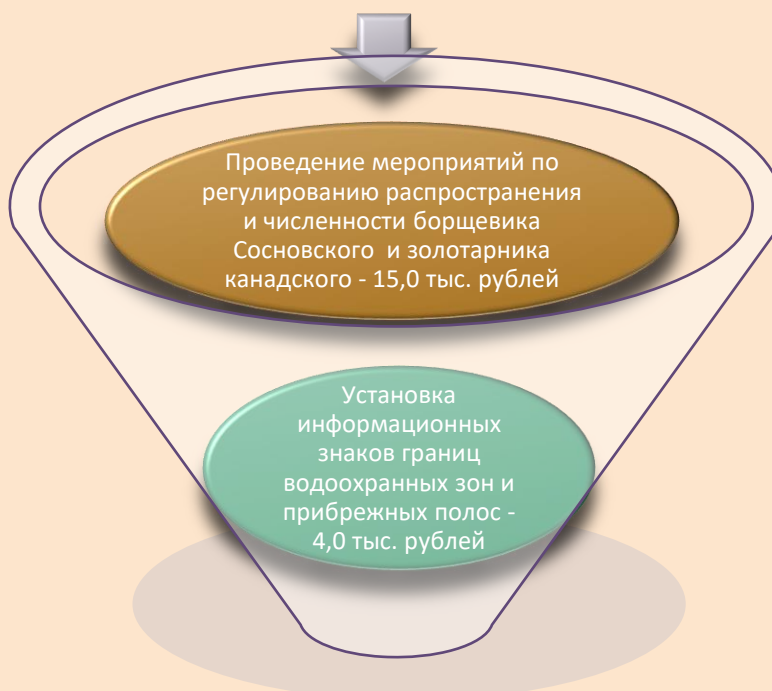 Проведение мероприятий по
регулированию распространения
и численности борщевика
Сосновского и золотарника
канадского - 15,0 тыс. рублей
Установка
информационных
знаков границ
водоохранных зон и
прибрежных полос -
4,0 тыс. рублей